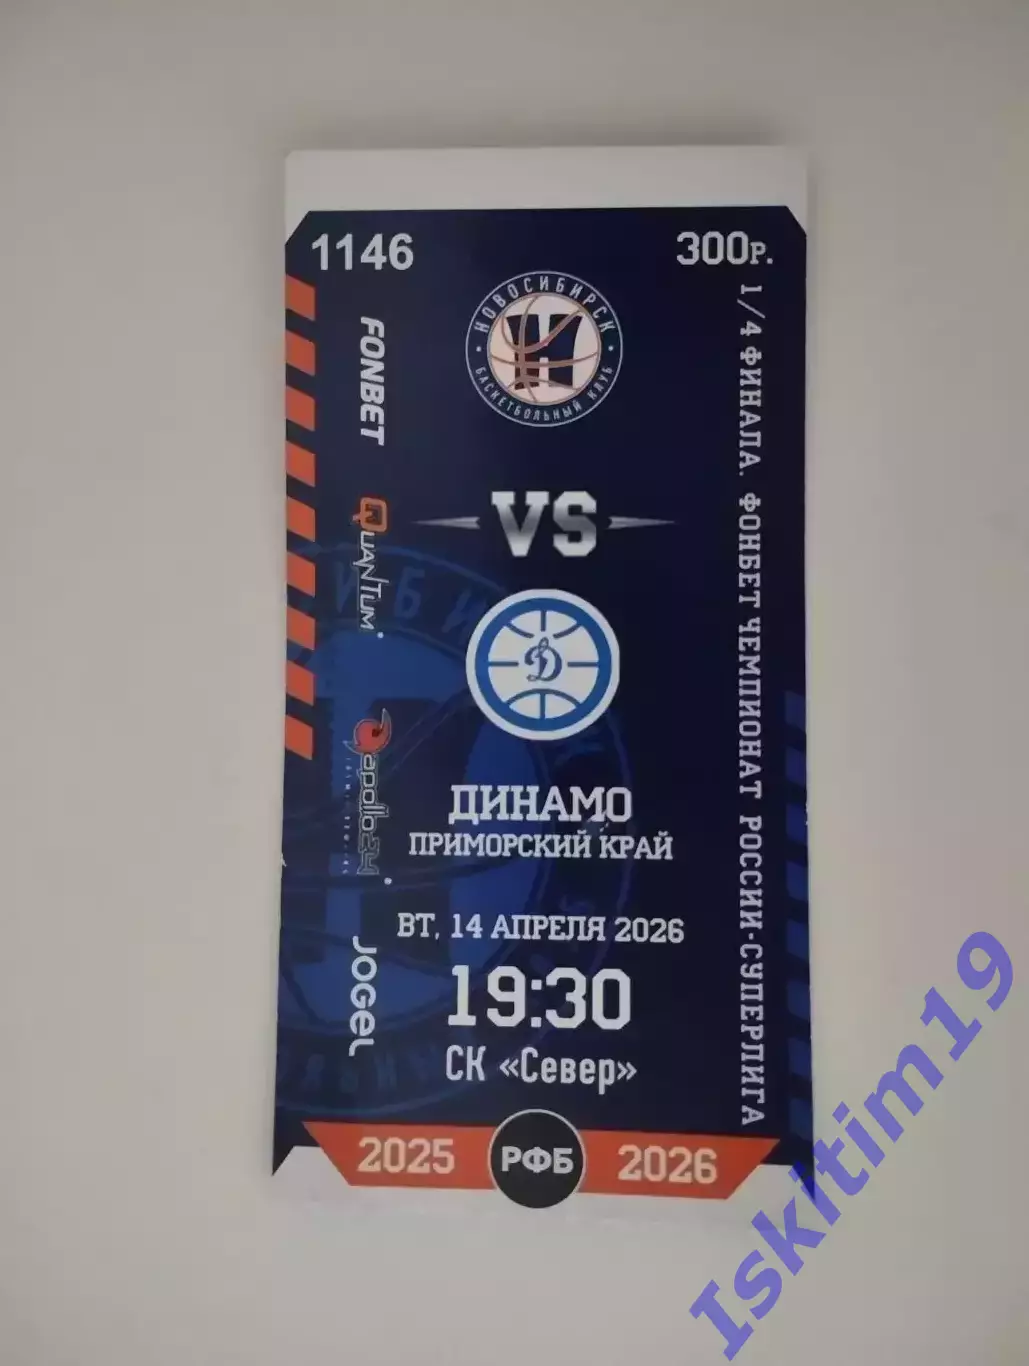 1146
300Р.
НОВОСИБИРСК
БАСКЕТБОЛЬНЫЙ КЛУБ
FONBET
1/4 ФИНАЛА. ФОНБЕТ ЧЕМПИОНАТ РОССИИ-СУПЕРЛИГА
VS
QUANTUM
Д
apollo24
ДИНАМО
ПРИМОРСКИЙ КРАЙ
ВТ, 14 АПРЕЛЯ 2026
19:30
СК «Север»
JOGEL
2025
РФБ
2026
Iskitim19